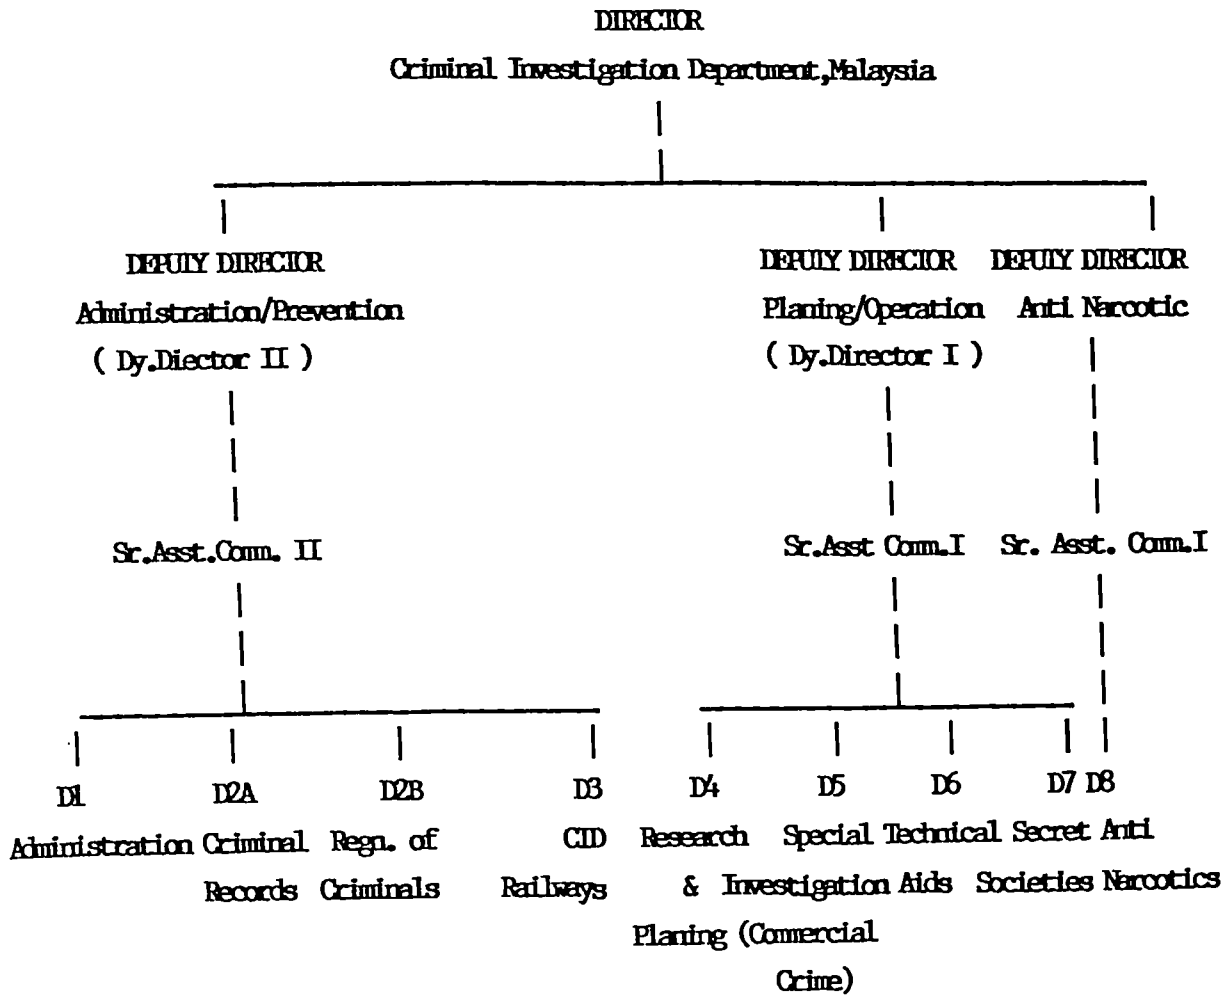 DIRECTOR
Criminal Investigation Department,Malaysia
DEPUTY DIRECTOR DEPUTY DIRECTOR DEPUTY DIRECTOR
Administration/Prevention Planing/Operation Anti Narcotic
( Dy.Diector II ) ( Dy.Director I )
Sr.Asst.Comm. II Sr.Asst Comm.I Sr. Asst. Comm.I
D1 D2A D2B D3 D4 D5 D6 D7 D8
Administration Criminal Regn. of CID Research Special Technical Secret Anti
Records Criminals Railways & Investigation Aids Societies Narcotics
Planing (Commercial
Crime)